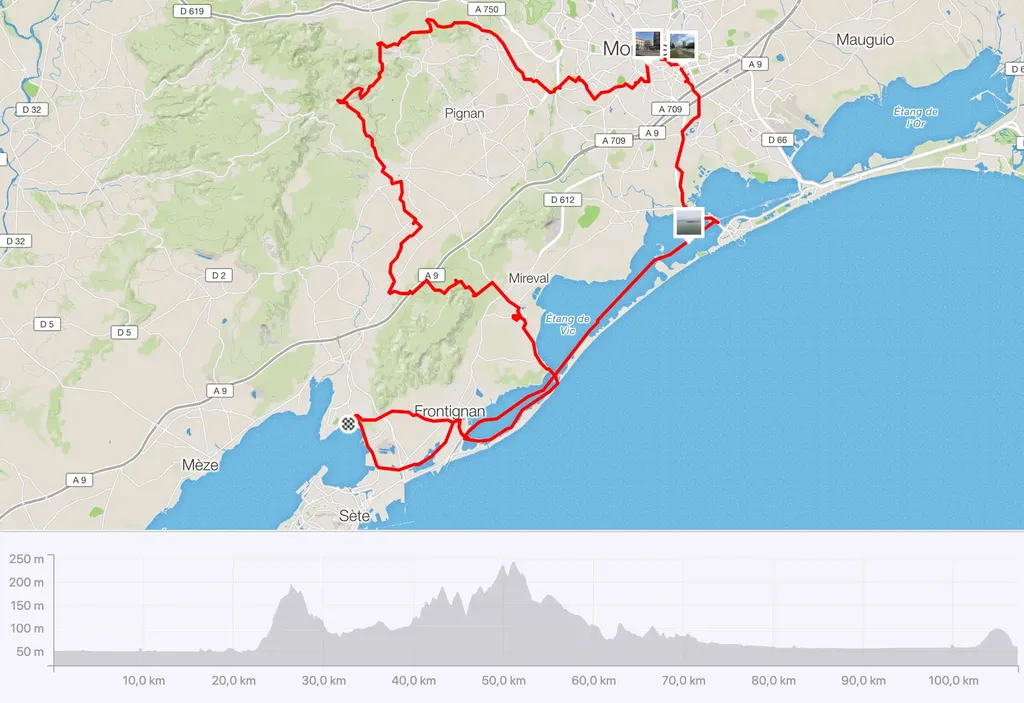 D 619
A 750
Mo
Mauguio
A 9
D 6
D 32
Pignan
A 709
Étang de
l'Or
A 9
A 709
D 66
D 612
D 32
D 2
A 9
Mireval
D 5
D 5
Étang de
Vic
A 9
Frontignan
Mèze
A 9
Sète
250 m
200 m
150 m
100 m
50 m
10,0 km
20,0 km
30,0 km
40,0 km
50,0 km
60,0 km
70,0 km
80,0 km
90,0 km
100,0 km